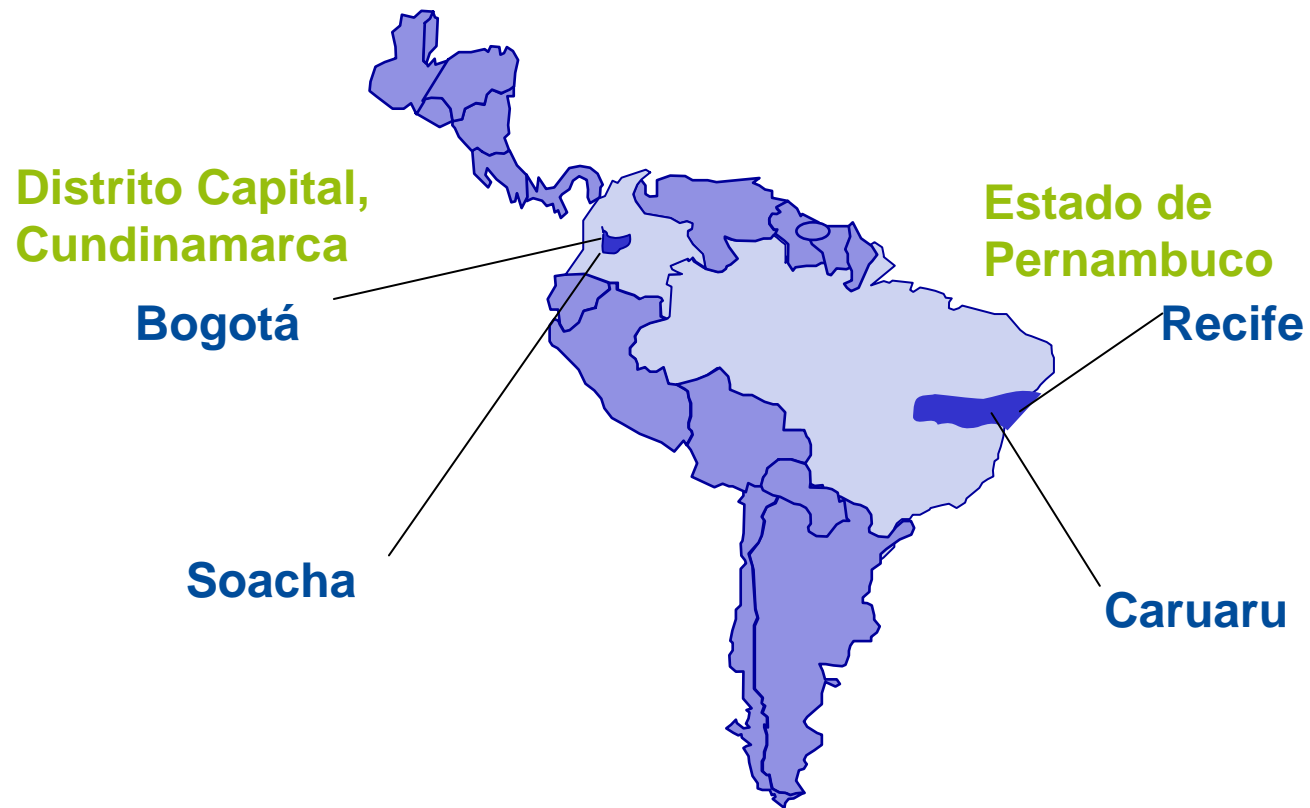 Distrito Capital,
Cundinamarca
Bogotá
Soacha
Estado de
Pernambuco
Recife
Caruaru